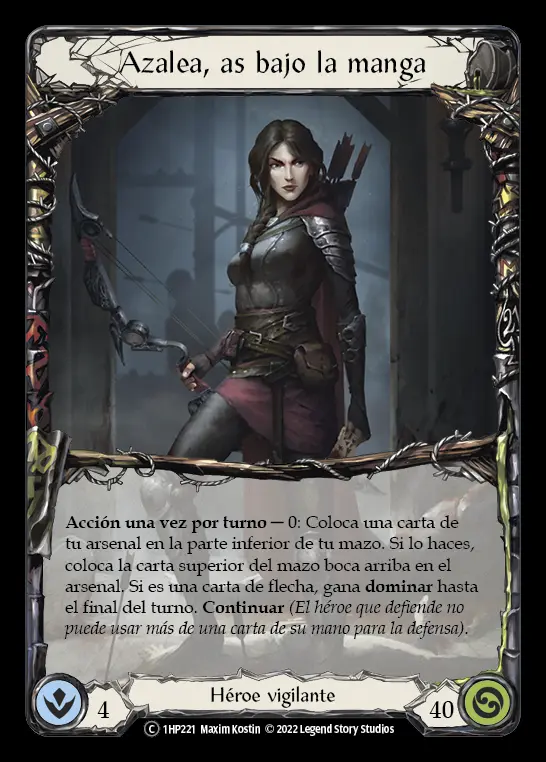 Azalea, as bajo la manga
Acción una vez por turno — 0: Coloca una carta de
tu arsenal en la parte inferior de tu mazo. Si lo haces,
coloca la carta superior del mazo boca arriba en el
arsenal. Si es una carta de flecha, gana dominar hasta
el final del turno. Continuar (El héroe que defiende no
puede usar más de una carta de su mano para la defensa).
Héroe vigilante
4
40
© 1HP221 Maxim Kostin © 2022 Legend Story Studios